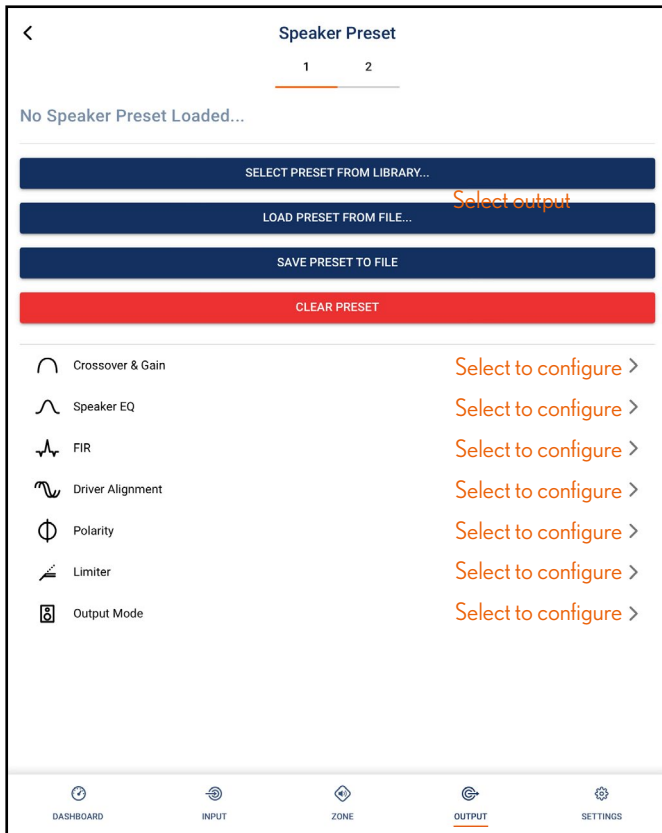 Speaker Preset
1 2
No Speaker Preset Loaded...
SELECT PRESET FROM LIBRARY...
Select output
LOAD PRESET FROM FILE...
SAVE PRESET TO FILE
CLEAR PRESET
Crossover & Gain Select to configure
Speaker EQ Select to configure
FIR Select to configure
Driver Alignment Select to configure
Polarity Select to configure
Limiter Select to configure
Output Mode Select to configure
DASHBOARD INPUT ZONE OUTPUT SETTINGS